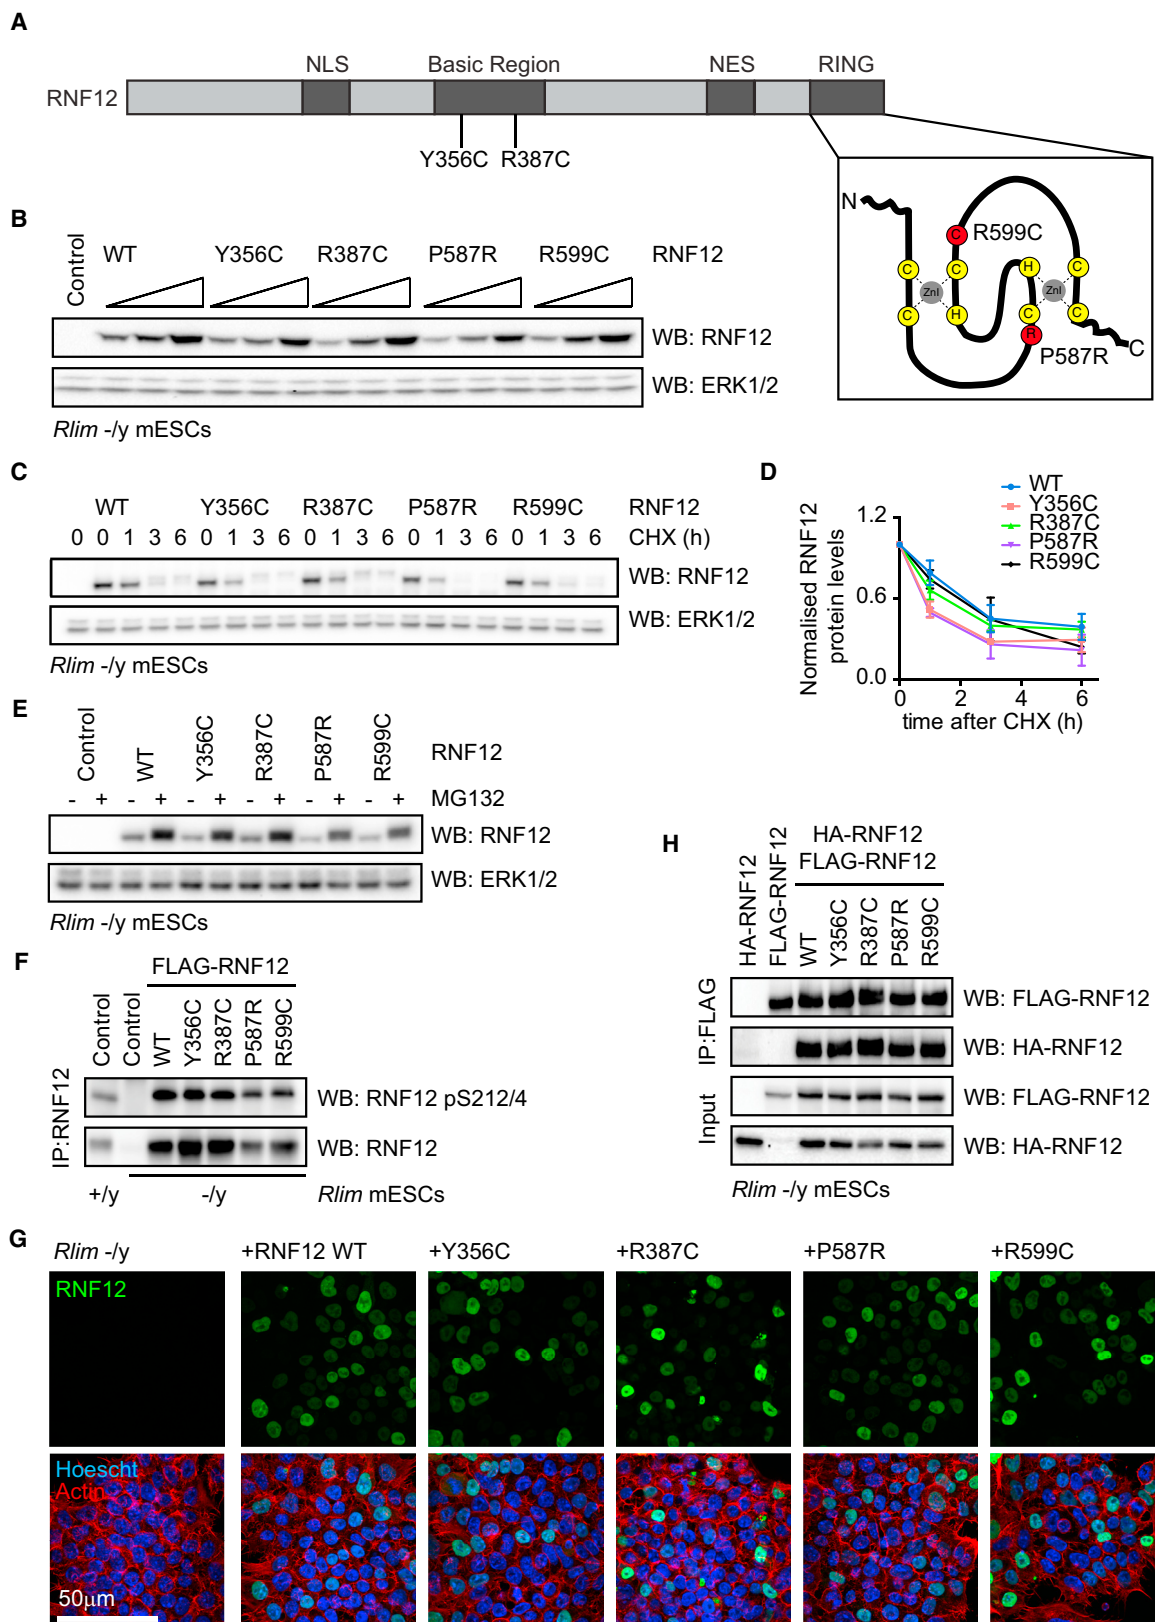 A
NLS Basic Region NES RING
RNF12
Y356C R387C
N
C R599C
C C H C
ZnI ZnI
C H C C
R
P587R C
B
Control WT Y356C R387C P587R R599C RNF12
WB: RNF12
WB: ERK1/2
Rlim -/y mESCs
C
WT Y356C R387C P587R R599C RNF12
0 0 1 3 6 0 1 3 6 0 1 3 6 0 1 3 6 0 1 3 6 CHX (h)
WB: RNF12
WB: ERK1/2
Rlim -/y mESCs
D
WT
Y356C
R387C
P587R
R599C
Normalised RNF12
protein levels
1.2
0.6
0.0
0 2 4 6
time after CHX (h)
E
Control WT Y356C R387C P587R R599C RNF12
- + - + - + - + - + - + MG132
WB: RNF12
WB: ERK1/2
Rlim -/y mESCs
F
FLAG-RNF12
Control Control WT Y356C R387C P587R R599C
IP:RNF12
WB: RNF12 pS212/4
WB: RNF12
+/y -/y Rlim mESCs
H
HA-RNF12
FLAG-RNF12
HA-RNF12 FLAG-RNF12 WT Y356C R387C P587R R599C
IP:FLAG
WB: FLAG-RNF12
WB: HA-RNF12
Input
WB: FLAG-RNF12
WB: HA-RNF12
Rlim -/y mESCs
G
Rlim -/y +RNF12 WT +Y356C +R387C +P587R +R599C
RNF12
Hoescht
Actin
50μm